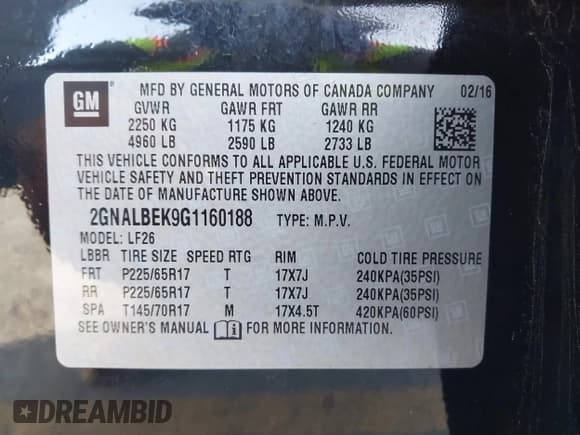 GM
MFD BY GENERAL MOTORS OF CANADA COMPANY 02/16
GVWR GAWR FRT GAWR RR
2250 KG 1175 KG 1240 KG
4960 LB 2590 LB 2733 LB
THIS VEHICLE CONFORMS TO ALL APPLICABLE U.S. FEDERAL MOTOR
VEHICLE SAFETY AND THEFT PREVENTION STANDARDS IN EFFECT ON
THE DATE OF MANUFACTURE SHOWN ABOVE.
2GNALBEK9G1160188 TYPE: M.P.V.
MODEL: LF26
LBBR TIRE SIZE SPEED RTG RIM COLD TIRE PRESSURE
FRT P225/65R17 T 17X7J 240KPA(35PSI)
RR P225/65R17 T 17X7J 240KPA(35PSI)
SPA T145/70R17 M 17X4.5T 420KPA(60PSI)
SEE OWNER'S MANUAL FOR MORE INFORMATION.
DREAMBID